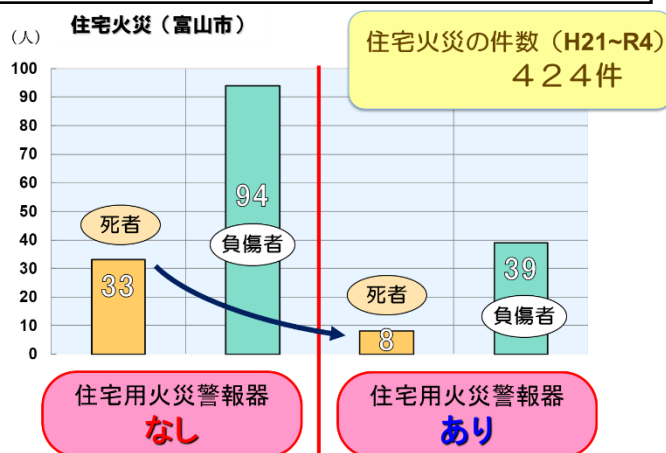 住宅火災（富山市）
（人）
住宅火災の件数（H21~R4）
４２４件
100
90
80
70
60
50
40
30
20
10
0
死者
33
94
負傷者
死者
8
39
負傷者
住宅用火災警報器
なし
住宅用火災警報器
あり